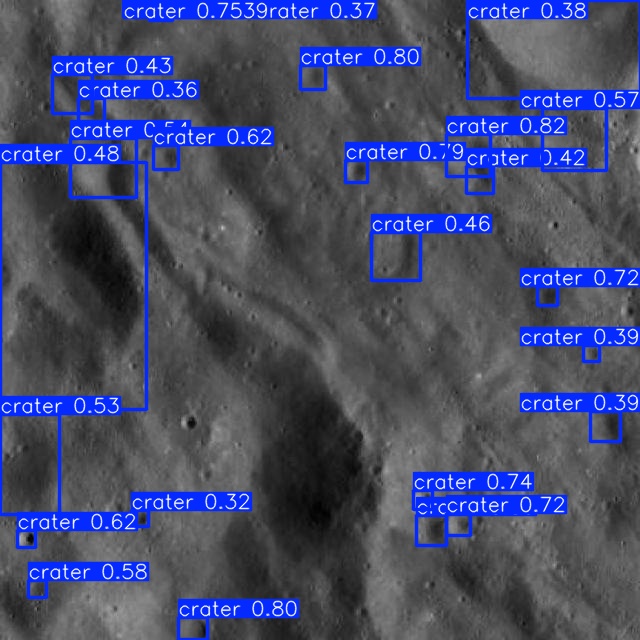 crater 0.7539rater 0.37
crater 0.38
crater 0.80
crater 0.43
crater 0.36
crater 0.57
crater 0.54
crater 0.62
crater 0.82
crater 0.48
crater 0.79
crater 0.42
crater 0.46
crater 0.72
crater 0.39
crater 0.39
crater 0.53
crater 0.74
crater 0.32
crater 0.72
crater 0.62
crater 0.58
crater 0.80